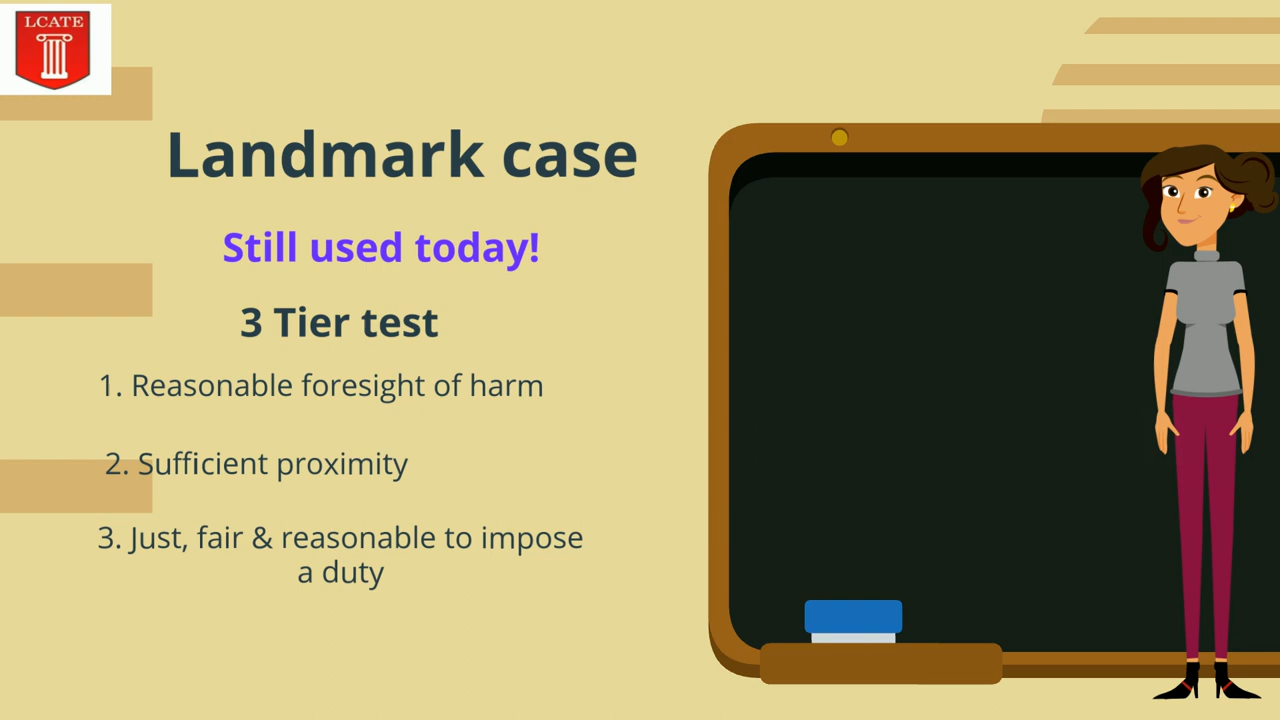 LCATE
Landmark case
Still used today!
3 Tier test
1. Reasonable foresight of harm
2. Sufficient proximity
3. Just, fair & reasonable to impose
a duty